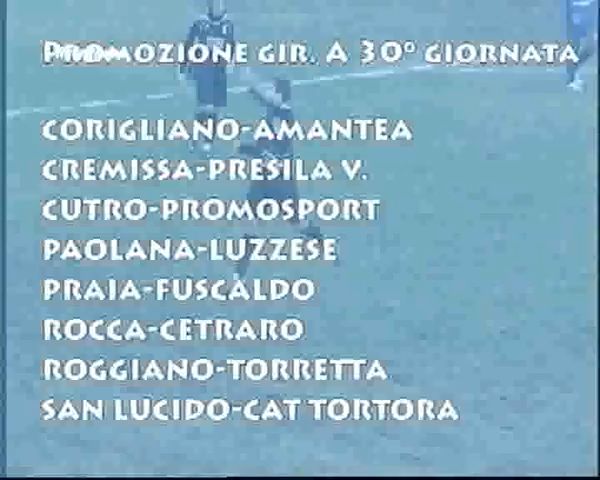 PROMOZIONE GIR. A 30° GIORNATA
CORIGLIANO-AMANTEA
CREMISSA-PRESILA V.
CUTRO-PROMOSPORT
PAOLANA-LUZZESE
PRAIA-FUSCALDO
ROCCA-CETRARO
ROGGIANO-TORRETTA
SAN LUCIDO-CAT TORTORA